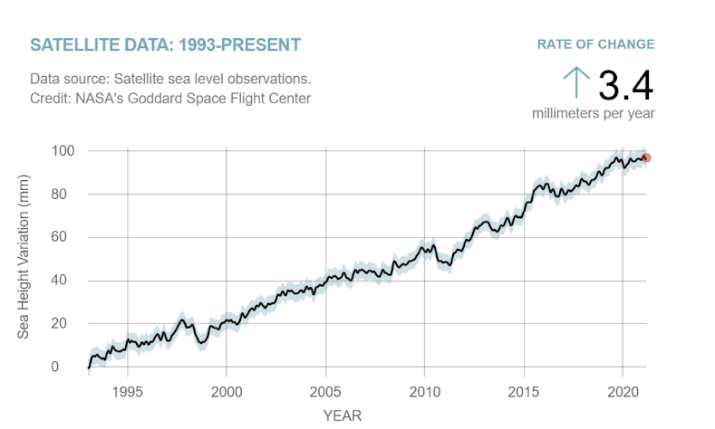 SATELLITE DATA: 1993-PRESENT
RATE OF CHANGE
Data source: Satellite sea level observations.
Credit: NASA's Goddard Space Flight Center
↑ 3.4
millimeters per year
Sea Height Variation (mm)
100
80
60
40
20
0
1995 2000 2005 2010 2015 2020
YEAR